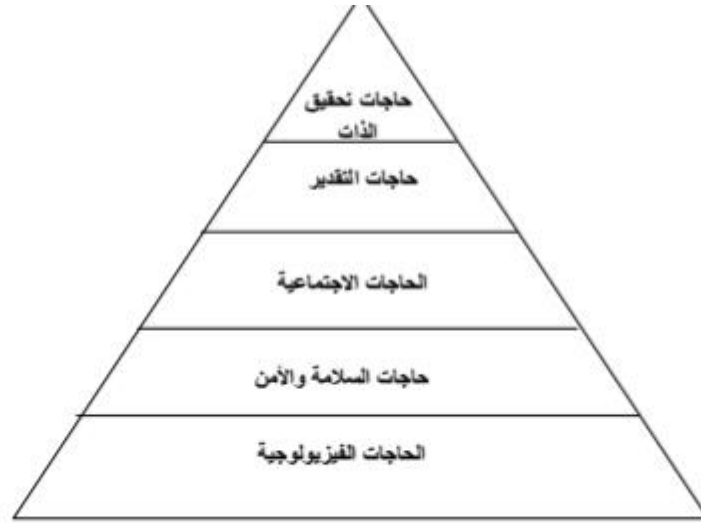 حاجات تحقيق
الذات
حاجات التقدير
الحاجات الاجتماعية
حاجات السلامة والأمن
الحاجات الفيزيولوجية